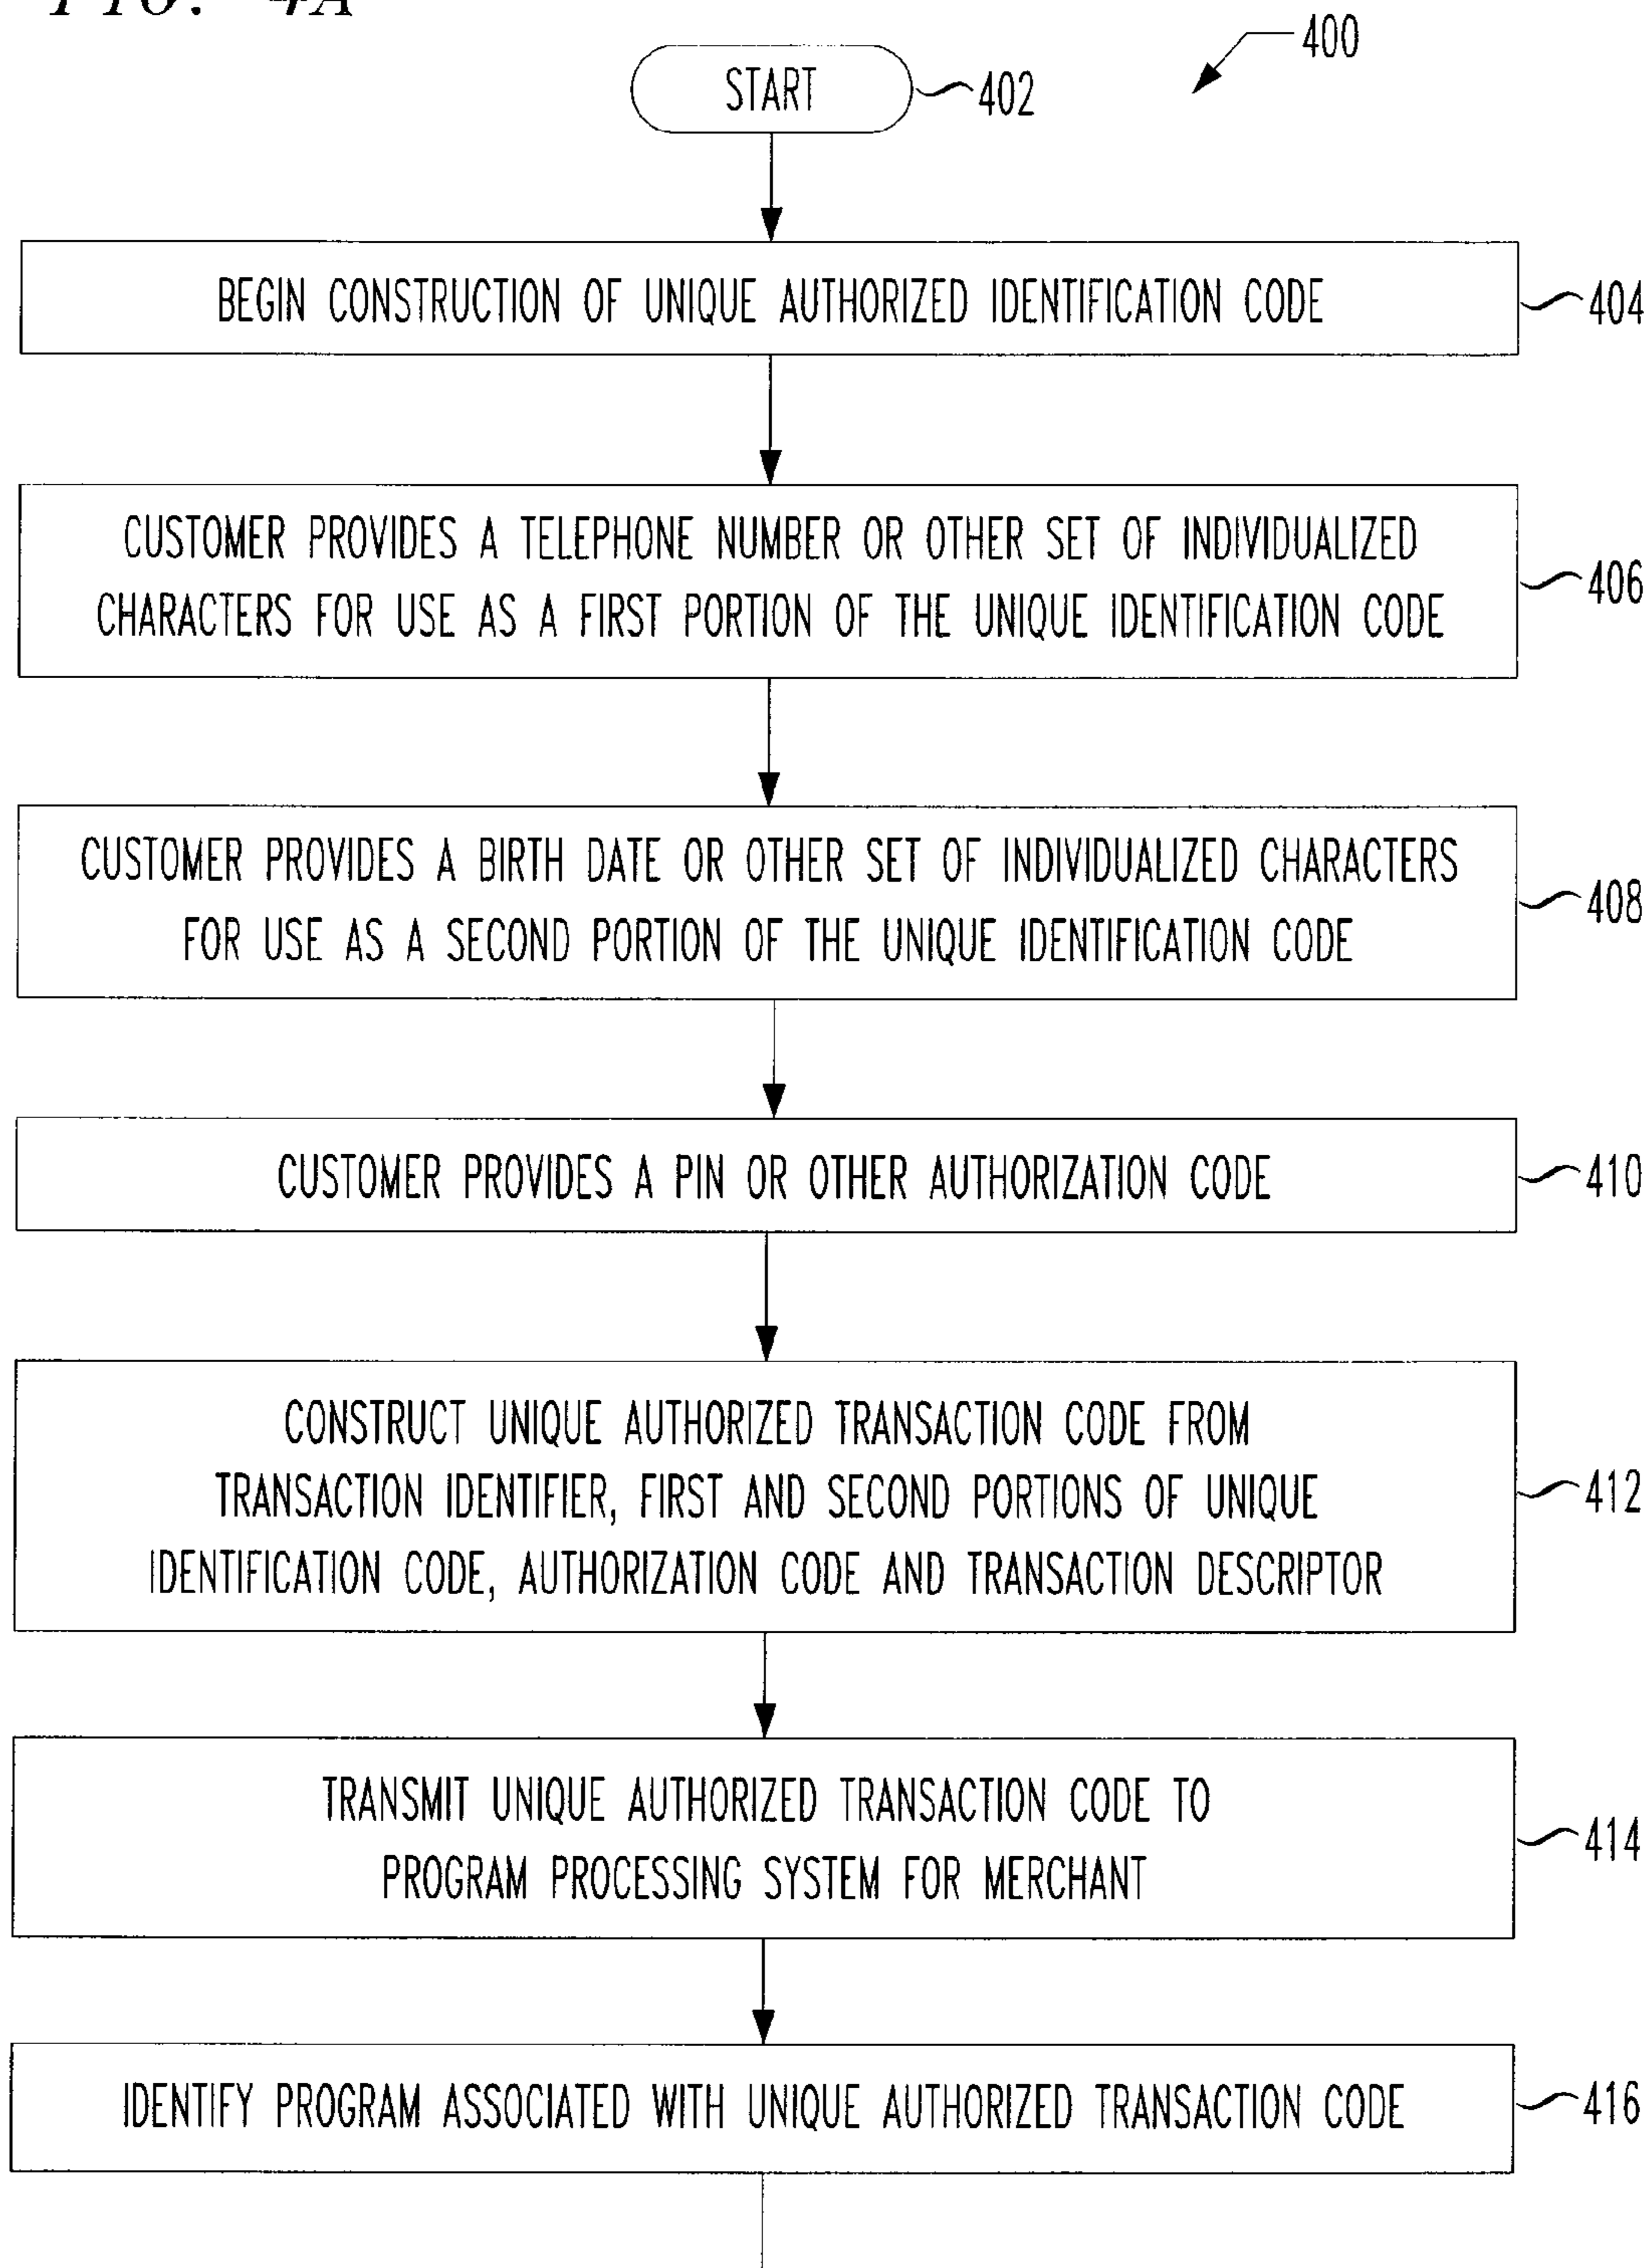 FIG. 4A
400
START 402
BEGIN CONSTRUCTION OF UNIQUE AUTHORIZED IDENTIFICATION CODE 404
CUSTOMER PROVIDES A TELEPHONE NUMBER OR OTHER SET OF INDIVIDUALIZED
CHARACTERS FOR USE AS A FIRST PORTION OF THE UNIQUE IDENTIFICATION CODE
406
CUSTOMER PROVIDES A BIRTH DATE OR OTHER SET OF INDIVIDUALIZED CHARACTERS
FOR USE AS A SECOND PORTION OF THE UNIQUE IDENTIFICATION CODE
408
CUSTOMER PROVIDES A PIN OR OTHER AUTHORIZATION CODE 410
CONSTRUCT UNIQUE AUTHORIZED TRANSACTION CODE FROM
TRANSACTION IDENTIFIER, FIRST AND SECOND PORTIONS OF UNIQUE
IDENTIFICATION CODE, AUTHORIZATION CODE AND TRANSACTION DESCRIPTOR
412
TRANSMIT UNIQUE AUTHORIZED TRANSACTION CODE TO
PROGRAM PROCESSING SYSTEM FOR MERCHANT
414
IDENTIFY PROGRAM ASSOCIATED WITH UNIQUE AUTHORIZED TRANSACTION CODE 416